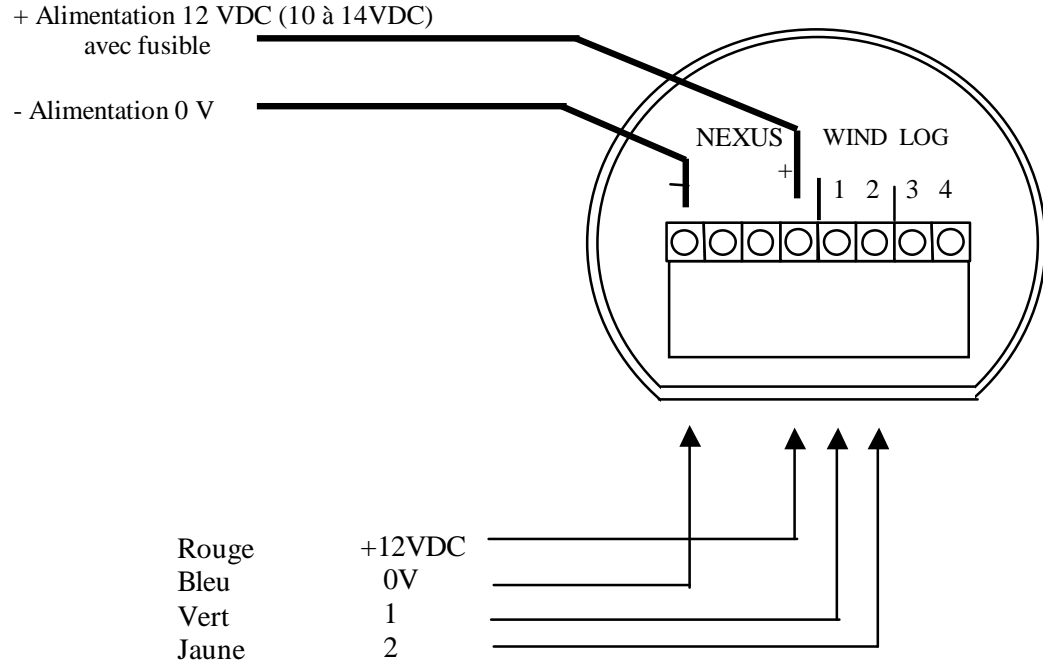 + Alimentation 12 VDC (10 à 14VDC)
avec fusible
- Alimentation 0 V
NEXUS WIND LOG
- + 1 2 3 4
Rouge +12VDC
Bleu 0V
Vert 1
Jaune 2